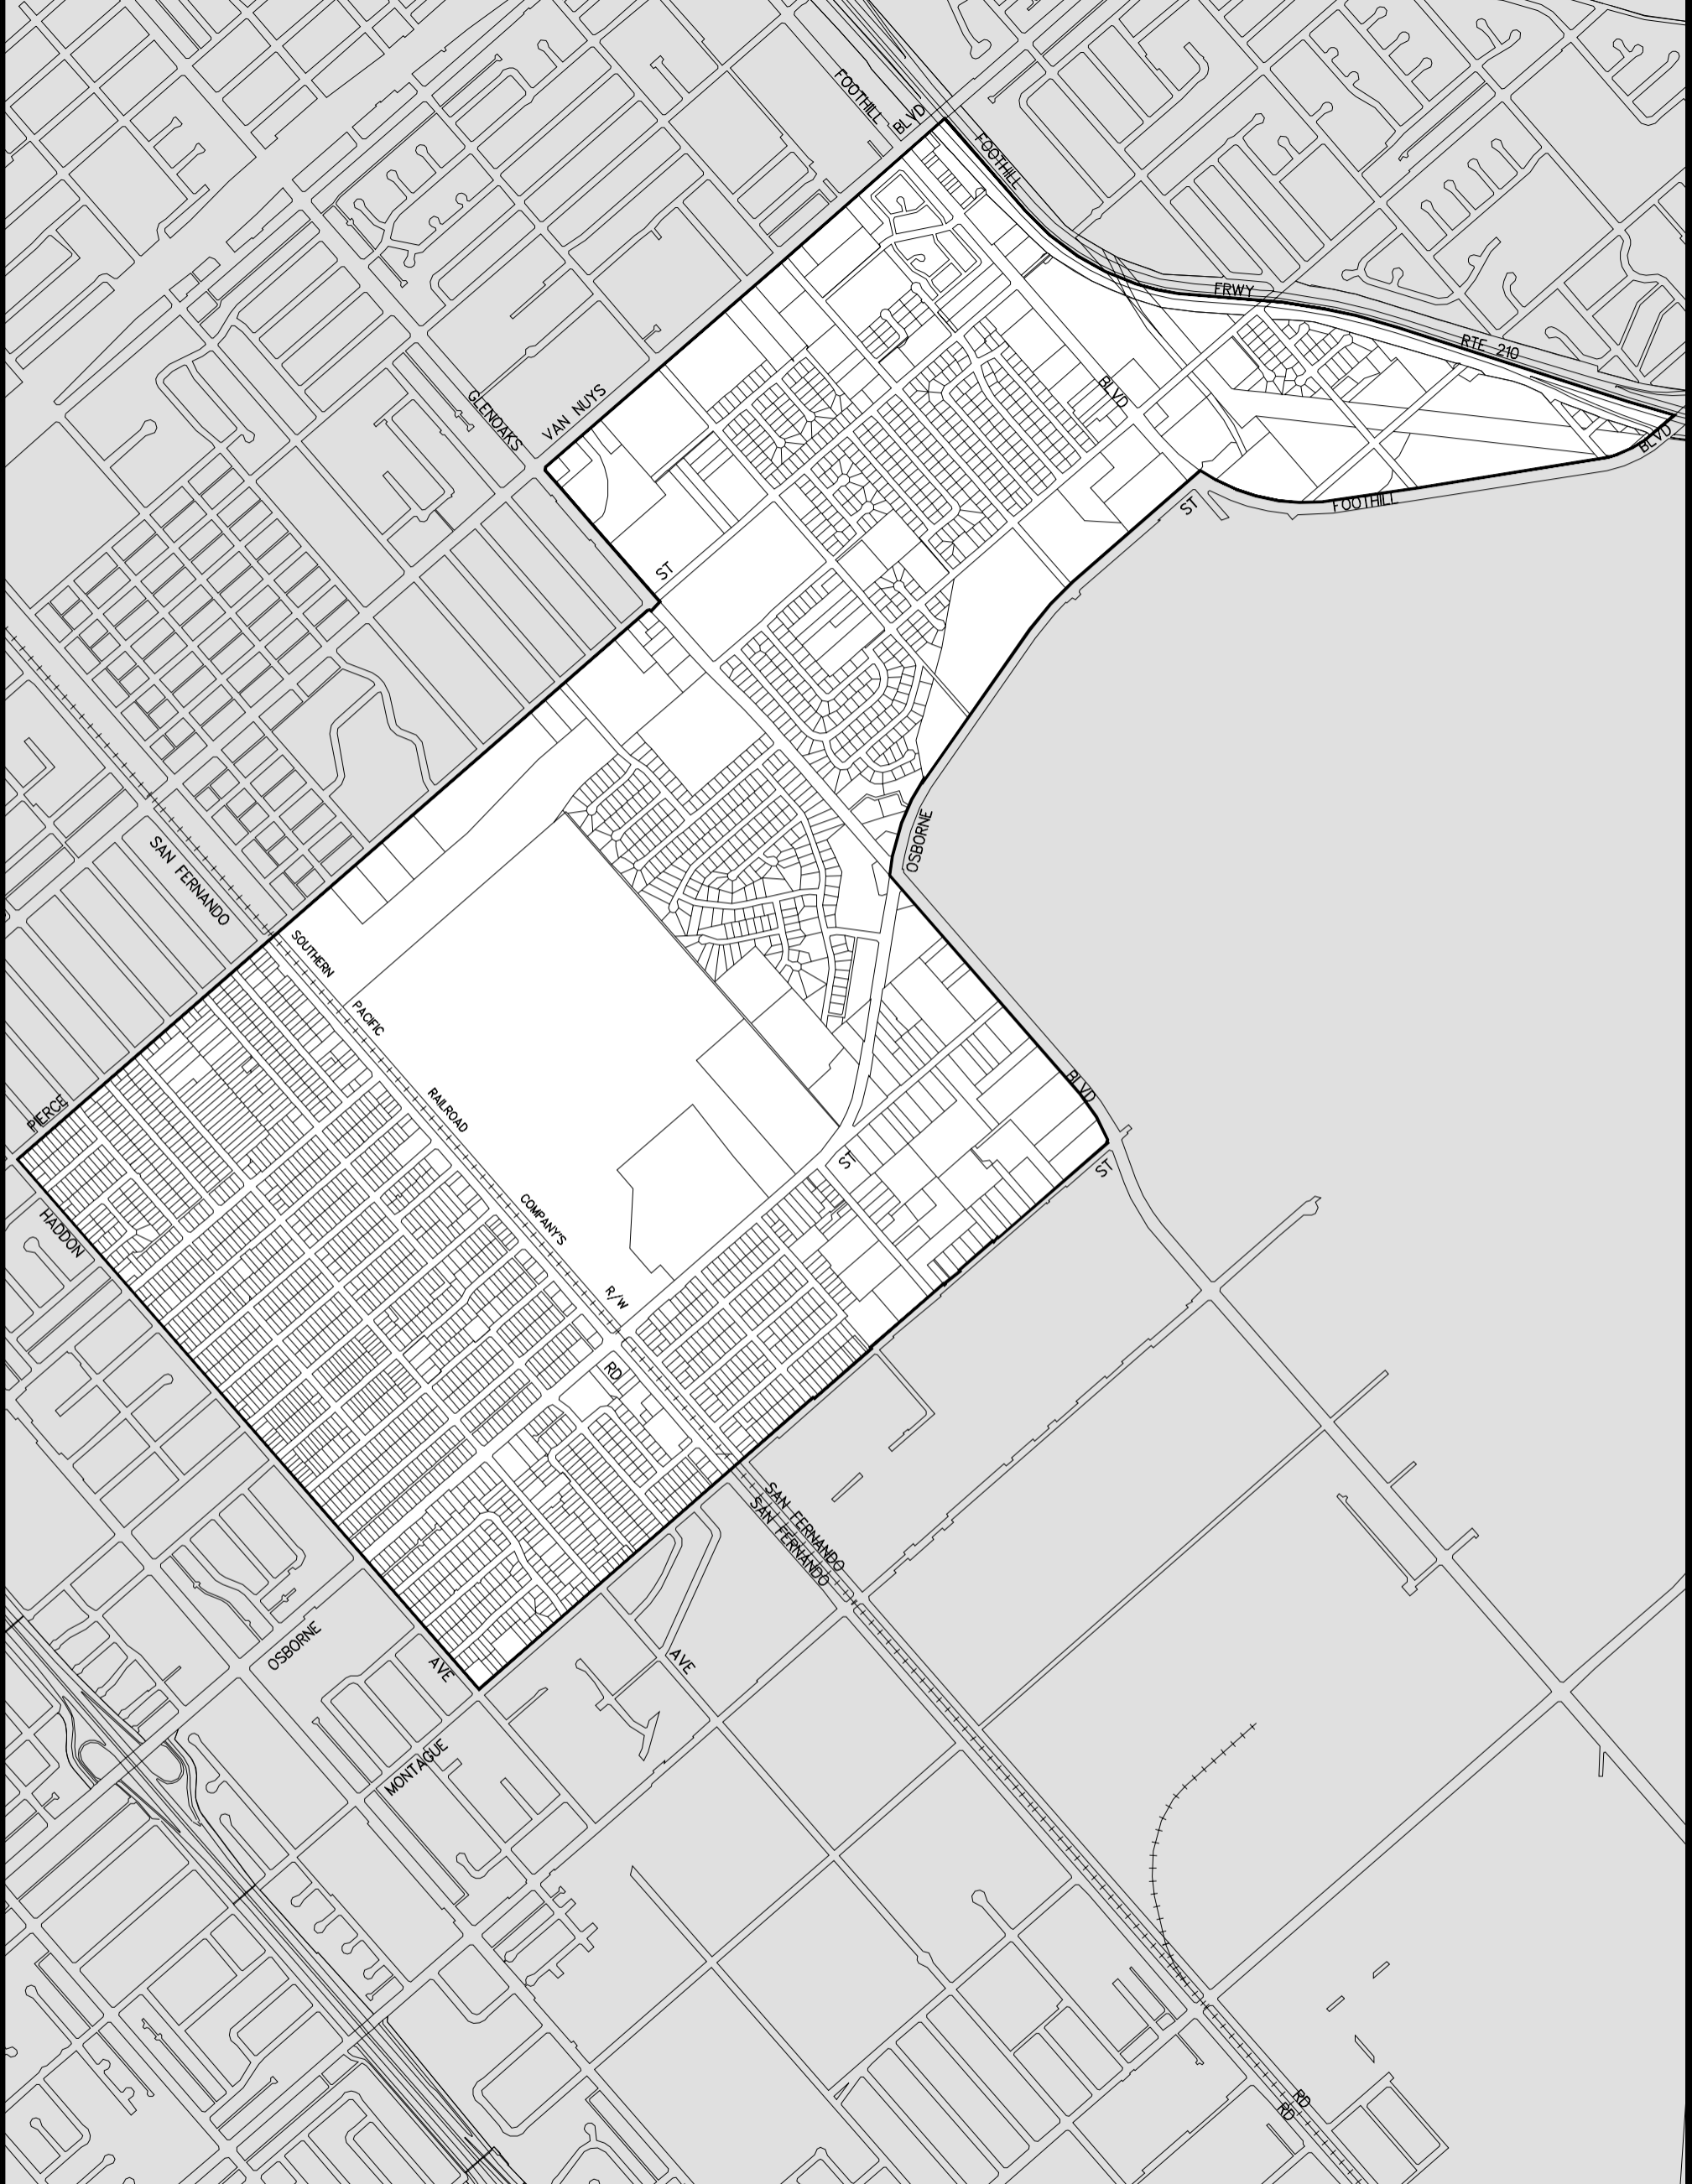 FOOTHILL
BLVD
FOOTHILL
FRWY
RTE 210
BLVD
GLENOAKS
VAN NUYS
BLVD
ST
FOOTHILL
ST
OSBORNE
SAN FERNANDO
SOUTHERN
PACIFIC
RAILROAD
COMPANY'S
R/W
BLVD
PIERCE
ST
ST
HADDON
RD
SAN FERNANDO
SAN FERNANDO
OSBORNE
AVE
AVE
MONTAGUE
RD
RD